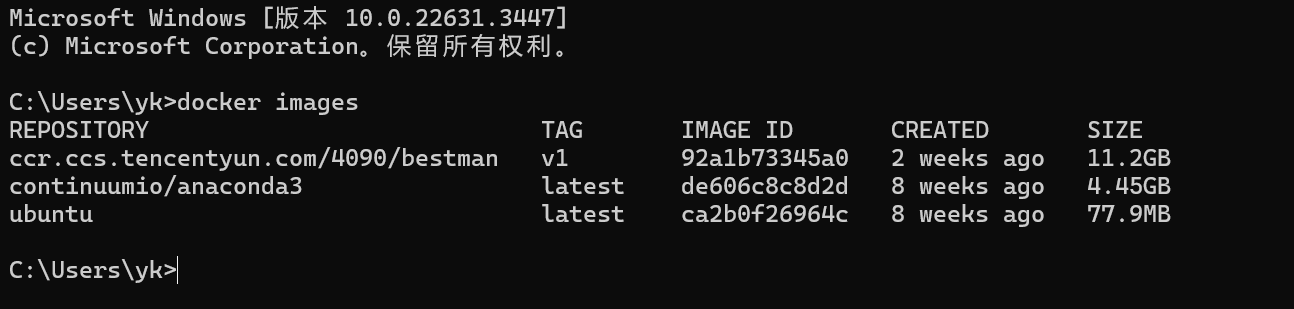 Microsoft Windows [版本 10.0.22631.3447]
(c) Microsoft Corporation。保留所有权利。
C:\Users\yk>docker images
REPOSITORY TAG IMAGE ID CREATED SIZE
ccr.ccs.tencentyun.com/4090/bestman v1 92a1b73345a0 2 weeks ago 11.2GB
continuumio/anaconda3 latest de606c8c8d2d 8 weeks ago 4.45GB
ubuntu latest ca2b0f26964c 8 weeks ago 77.9MB
C:\Users\yk>